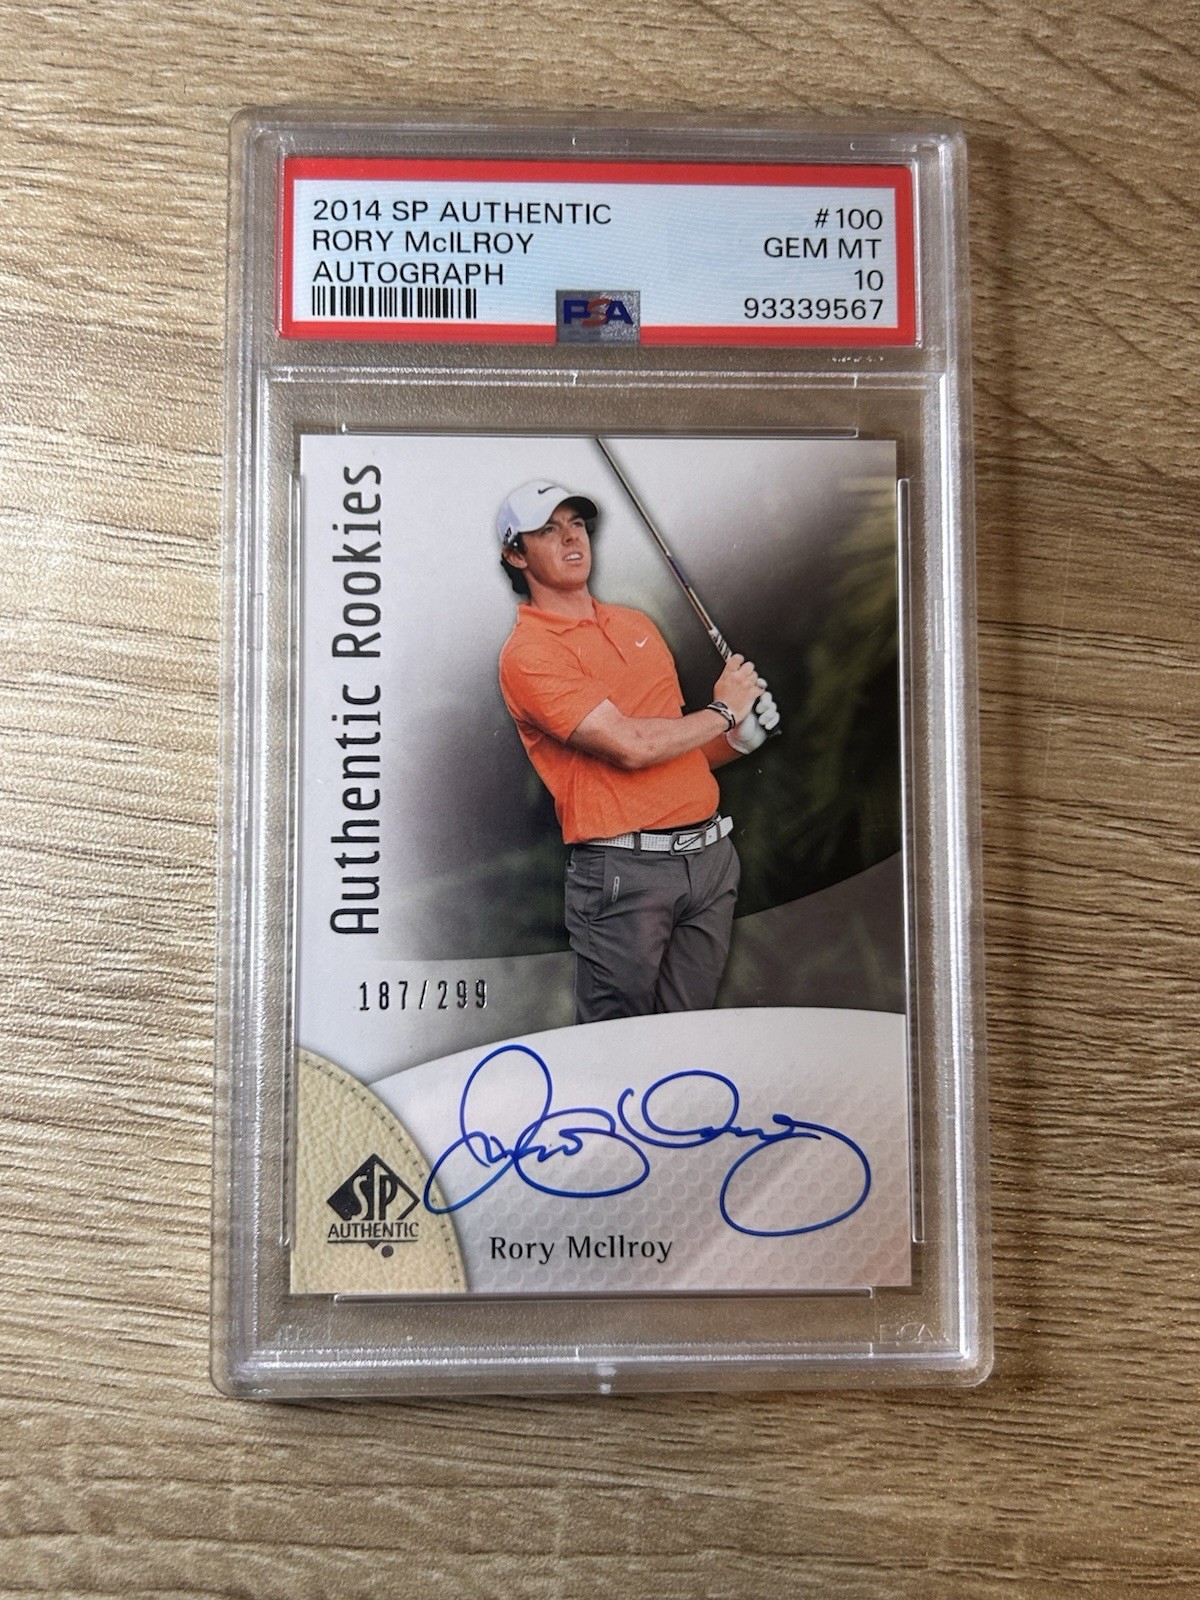 2014 SP AUTHENTIC #100
RORY McILROY GEM MT
AUTOGRAPH 10
PSA 93339567
Authentic Rookies
187/299
SP
AUTHENTIC
Rory McIlroy